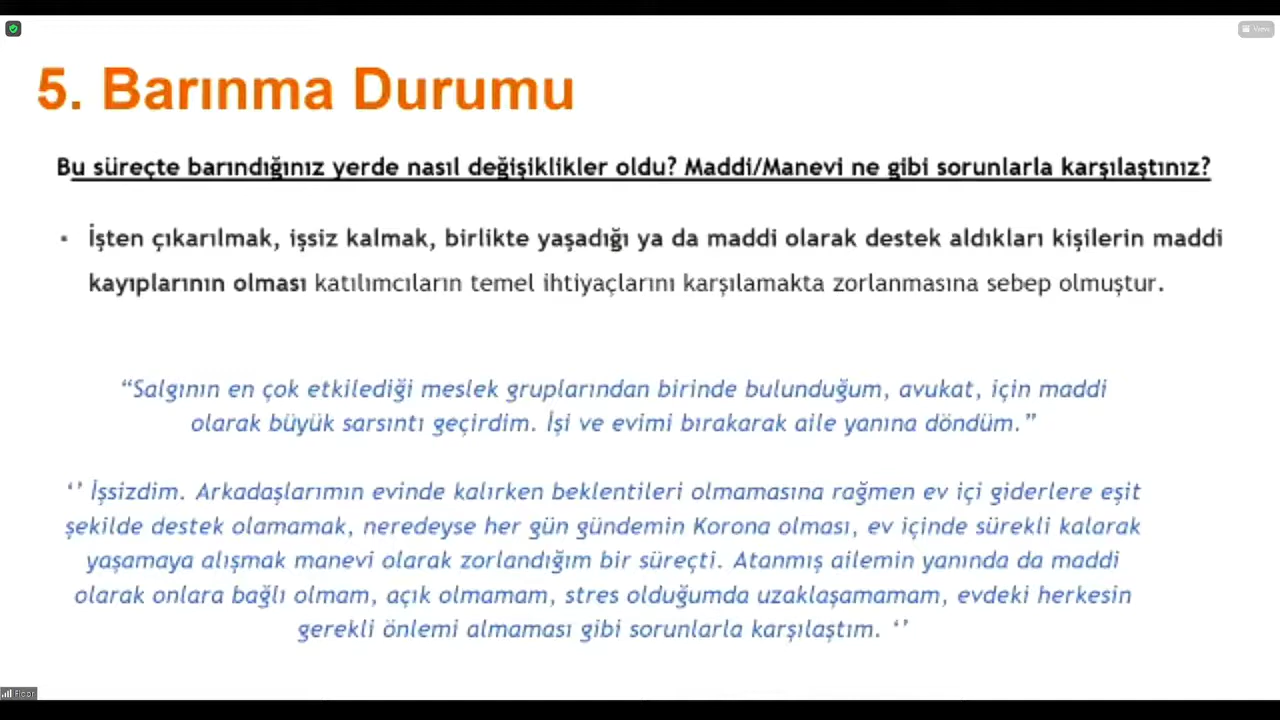 View
5. Barınma Durumu
Bu süreçte barındığınız yerde nasıl değişiklikler oldu? Maddi/Manevi ne gibi sorunlarla karşılaştınız?
▪ İşten çıkarılmak, işsiz kalmak, birlikte yaşadığı ya da maddi olarak destek aldıkları kişilerin maddi
kayıplarının olması katılımcıların temel ihtiyaçlarını karşılamakta zorlanmasına sebep olmuştur.
“Salgının en çok etkilediği meslek gruplarından birinde bulunduğum, avukat, için maddi
olarak büyük sarsıntı geçirdim. İşi ve evimi bırakarak aile yanına döndüm.”
‘’ İşsizdim. Arkadaşlarımın evinde kalırken beklentileri olmamasına rağmen ev içi giderlere eşit
şekilde destek olamamak, neredeyse her gün gündemin Korona olması, ev içinde sürekli kalarak
yaşamaya alışmak manevi olarak zorlandığım bir süreçti. Atanmış ailemin yanında da maddi
olarak onlara bağlı olmam, açık olmamam, stres olduğumda uzaklaşamamam, evdeki herkesin
gerekli önlemi almaması gibi sorunlarla karşılaştım. ‘’